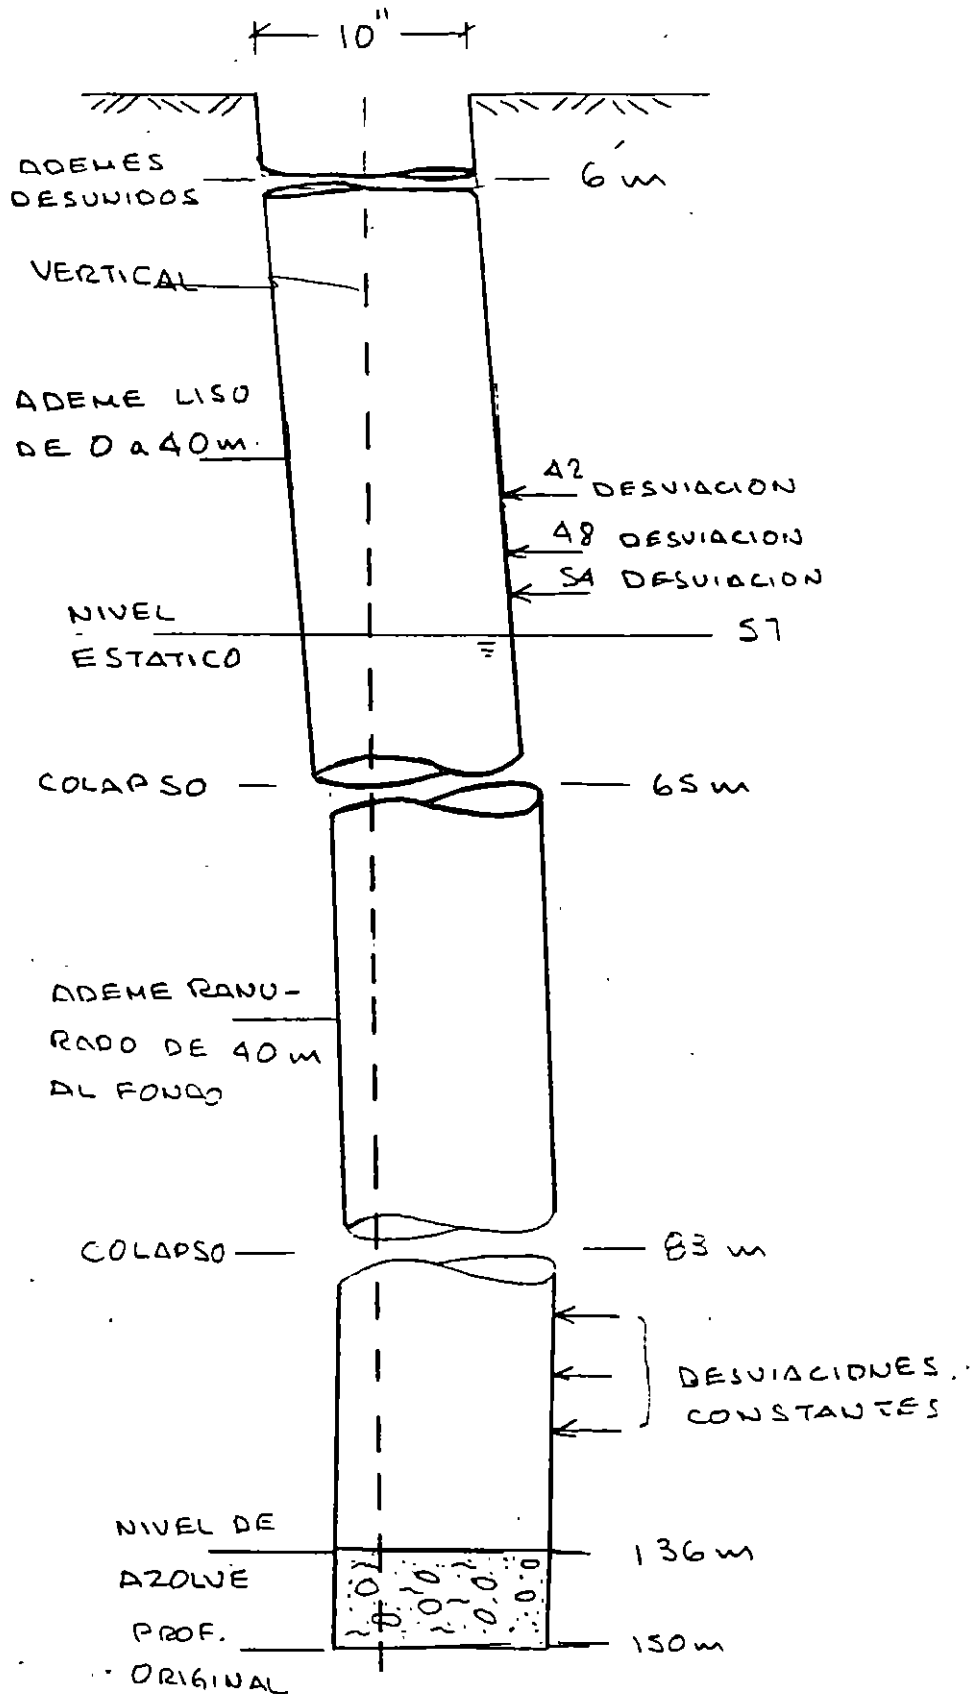 10"
ADEMES
DESUNIDOS
6 m
VERTICAL
ADEME LISO
DE 0 a 40 m.
42 DESVIACION
48 DESVIACION
54 DESVIACION
NIVEL
ESTATICO
57
COLAPSO
65 m
ADEME RANU-
RADO DE 40 m
AL FONDO
COLAPSO
83 m
DESVIACIONES
CONSTANTES
NIVEL DE
AZOLVE
136 m
PROF.
ORIGINAL
150 m